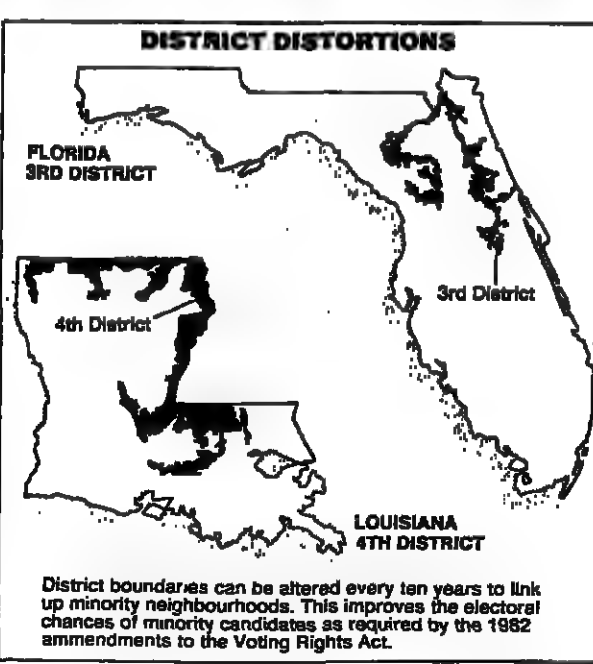 DISTRICT DISTORTIONS
FLORIDA
3RD DISTRICT
3rd District
4th District
LOUISIANA
4TH DISTRICT
District boundaries can be altered every ten years to link
up minority neighbourhoods. This improves the electoral
chances of minority candidates as required by the 1982
ammendments to the Voting Rights Act.